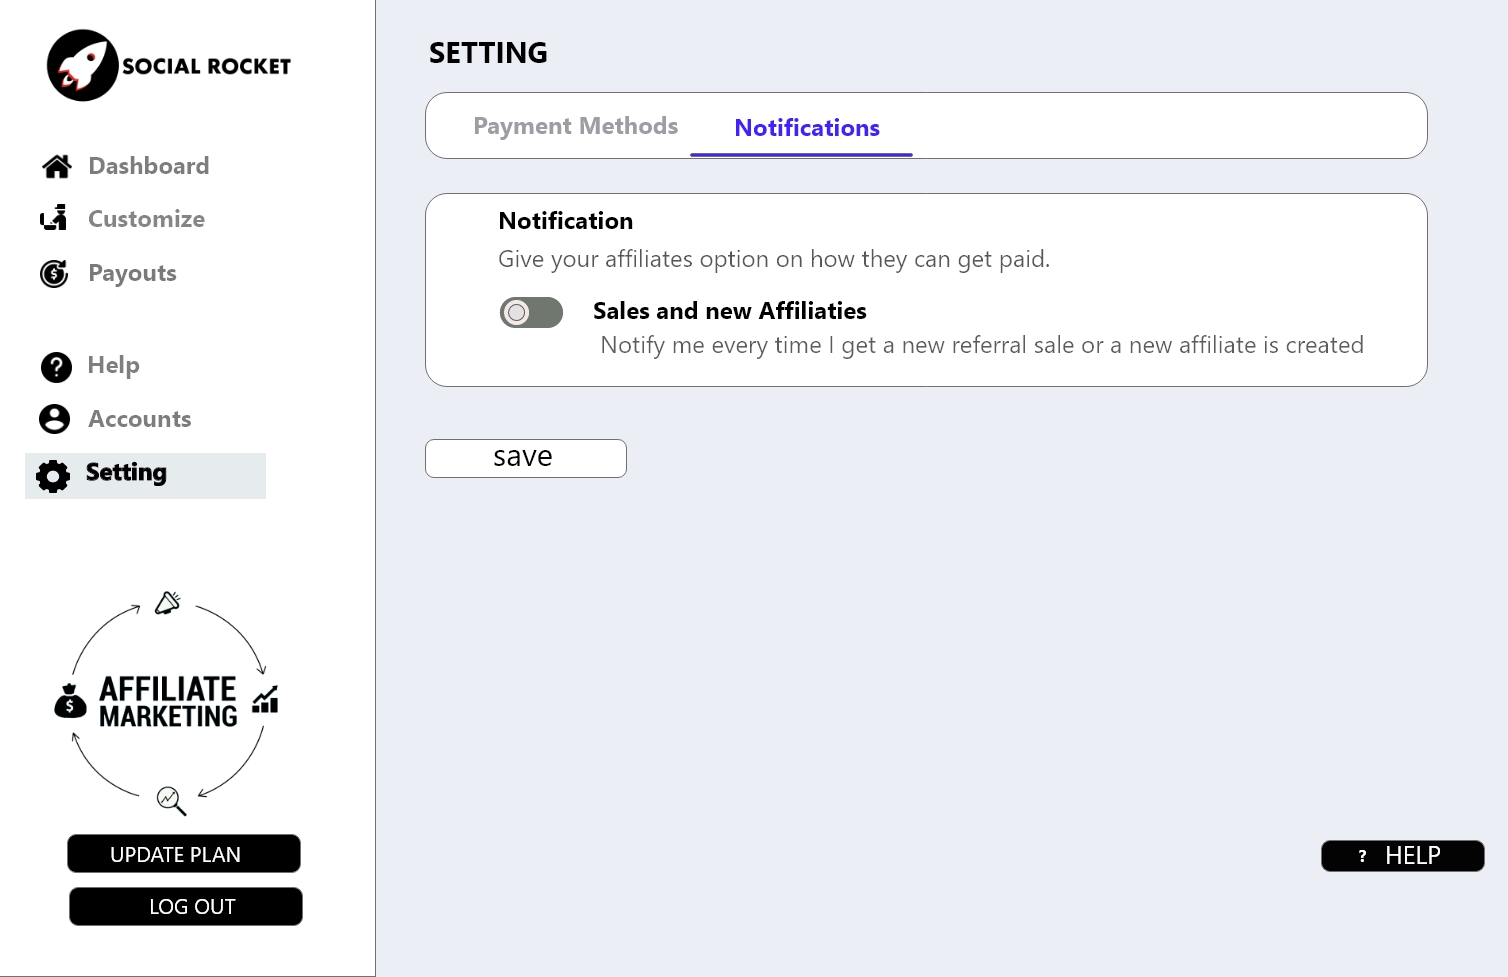 SOCIAL ROCKET
Dashboard
Customize
Payouts
Help
Accounts
Setting
AFFILIATE
MARKETING
UPDATE PLAN
LOG OUT
SETTING
Payment Methods
Notifications
Notification
Give your affiliates option on how they can get paid.
Sales and new Affiliaties
Notify me every time I get a new referral sale or a new affiliate is created
save
? HELP